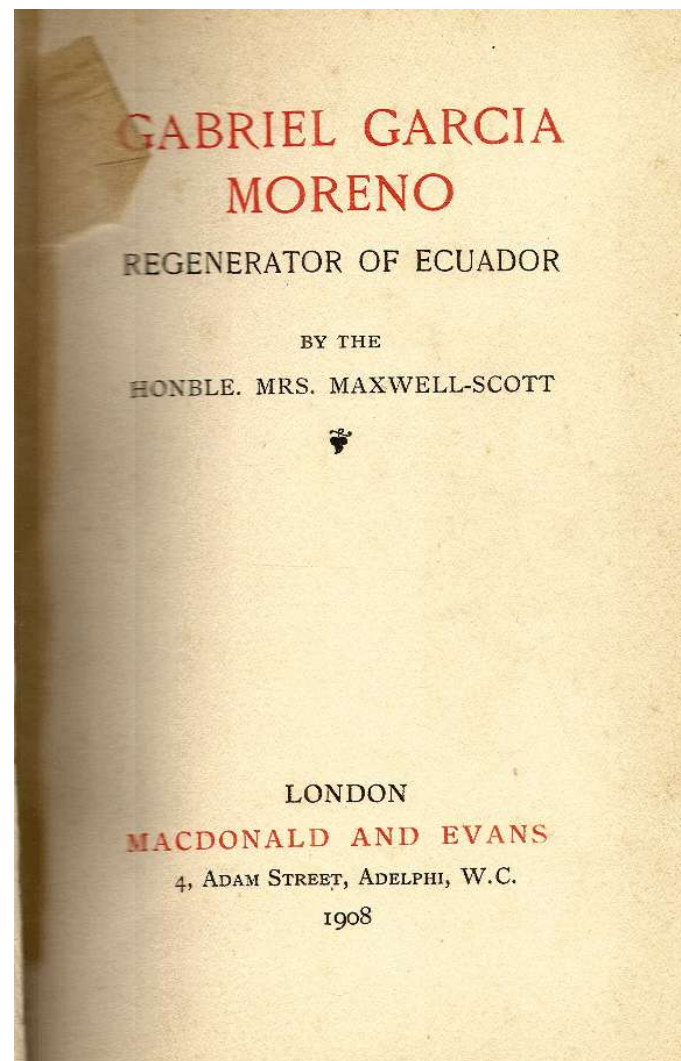 GABRIEL GARCIA
MORENO
REGENERATOR OF ECUADOR
BY THE
HONBLE. MRS. MAXWELL-SCOTT
LONDON
MACDONALD AND EVANS
4, ADAM STREET, ADELPHI, W.C.
1908